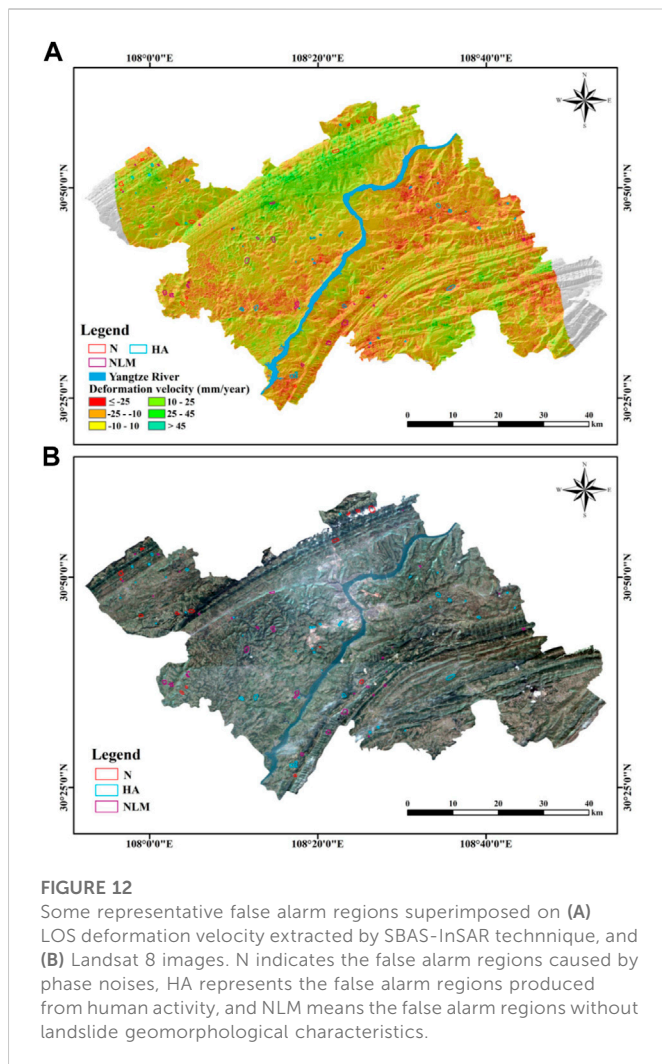 A
108°0'0"E 108°20'0"E 108°40'0"E
N
W E
S
30°50'0"N 30°50'0"N
Legend
N HA
NLM
Yangtze River
Deformation velocity (mm/year)
≤ -25 10 - 25
-25 - -10 25 - 45
-10 - 10 > 45
30°25'0"N 30°25'0"N
0 10 20 30 40
km
B
N
W E
S
30°50'0"N 30°50'0"N
Legend
N
HA
NLM
30°25'0"N 30°25'0"N
0 10 20 30 40
km
108°0'0"E 108°20'0"E 108°40'0"E
FIGURE 12
Some representative false alarm regions superimposed on (A)
LOS deformation velocity extracted by SBAS-InSAR technnique, and
(B) Landsat 8 images. N indicates the false alarm regions caused by
phase noises, HA represents the false alarm regions produced
from human activity, and NLM means the false alarm regions without
landslide geomorphological characteristics.